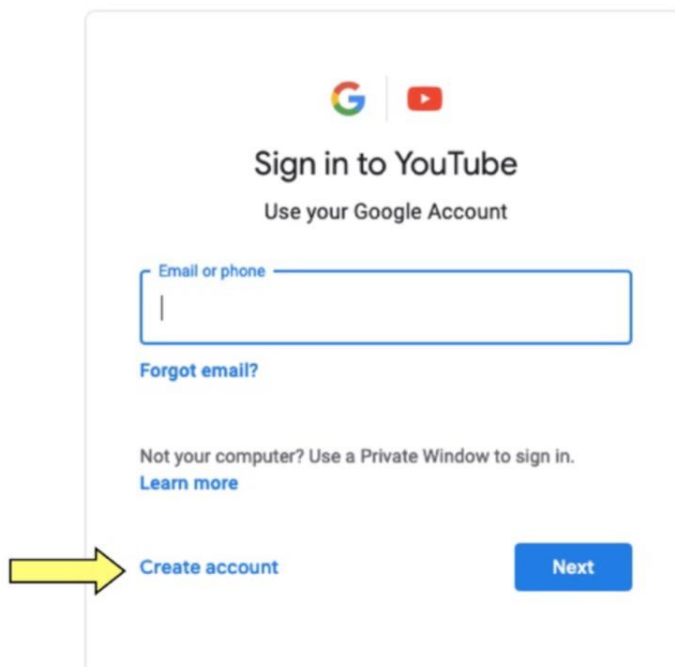 Sign in to YouTube
Use your Google Account
Email or phone
Forgot email?
Not your computer? Use a Private Window to sign in.
Learn more
Create account
Next